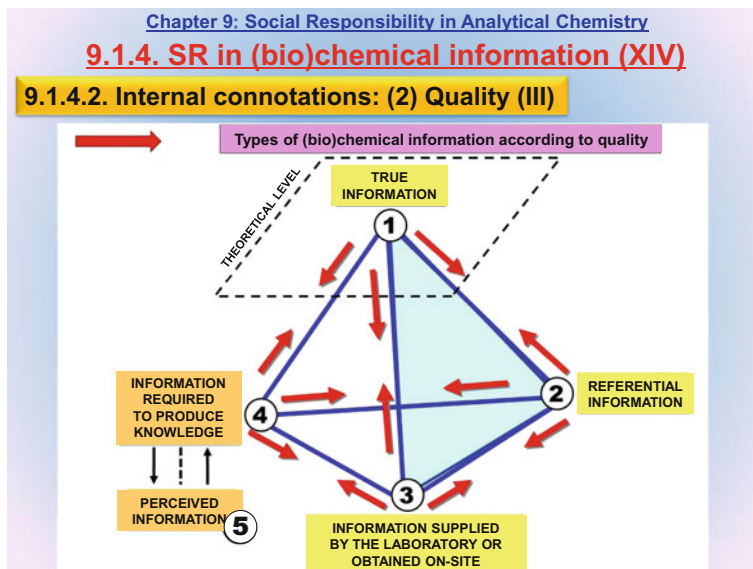 Chapter 9: Social Responsibility in Analytical Chemistry
9.1.4. SR in (bio)chemical information (XIV)
9.1.4.2. Internal connotations: (2) Quality (III)
Types of (bio)chemical information according to quality
THEORETICAL LEVEL
TRUE
INFORMATION
1
INFORMATION
REQUIRED
TO PRODUCE
KNOWLEDGE
4
2
REFERENTIAL
INFORMATION
PERCEIVED
INFORMATION
5
3
INFORMATION SUPPLIED
BY THE LABORATORY OR
OBTAINED ON-SITE